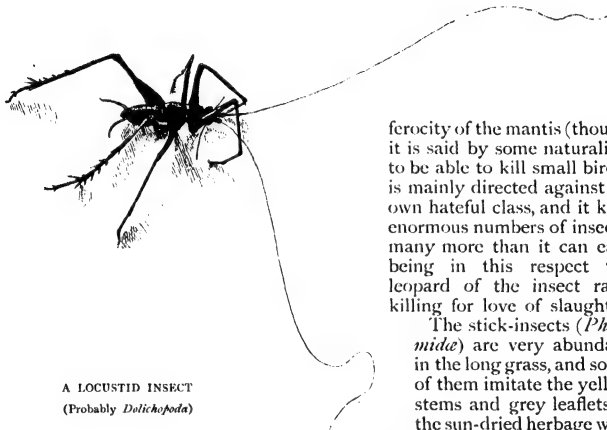 ferocity of the mantis (thou
it is said by some naturali
to be able to kill small bir
is mainly directed against
own hateful class, and it k
enormous numbers of insec
many more than it can ea
being in this respect
leopard of the insect ra
killing for love of slaught
The stick-insects (Ph
midæ) are very abunda
in the long grass, and so
of them imitate the yell
stems and grey leaflets
the sun-dried herbage w
A LOCUSTID INSECT
(Probably Dolichopoda)